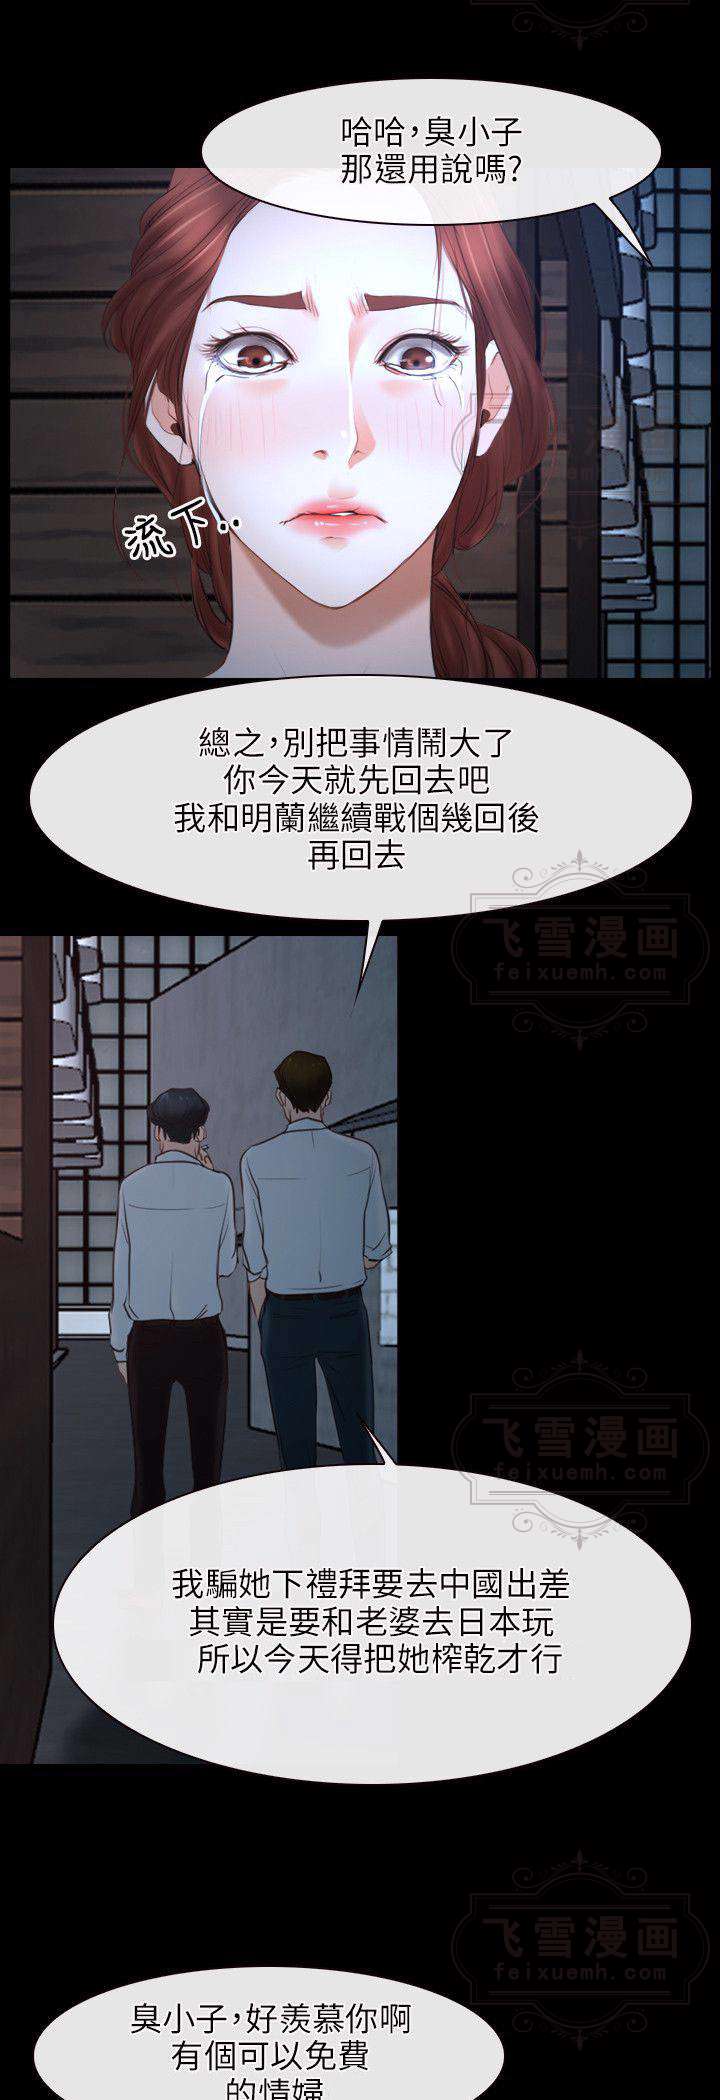 哈哈，臭小子
那還用說嗎?
流下..
總之，別把事情鬧大了
你今天就先回去吧
我和明蘭繼續戰個幾回後
再回去
飞雪漫画
feixuemh.com
飞雪漫画
feixuemh.com
我騙她下禮拜要去中國出差
其實是要和老婆去日本玩
所以今天得把她榨乾才行
飞雪漫画
feixuemh.com
臭小子，好羨慕你啊
有個可以免費
的情婦